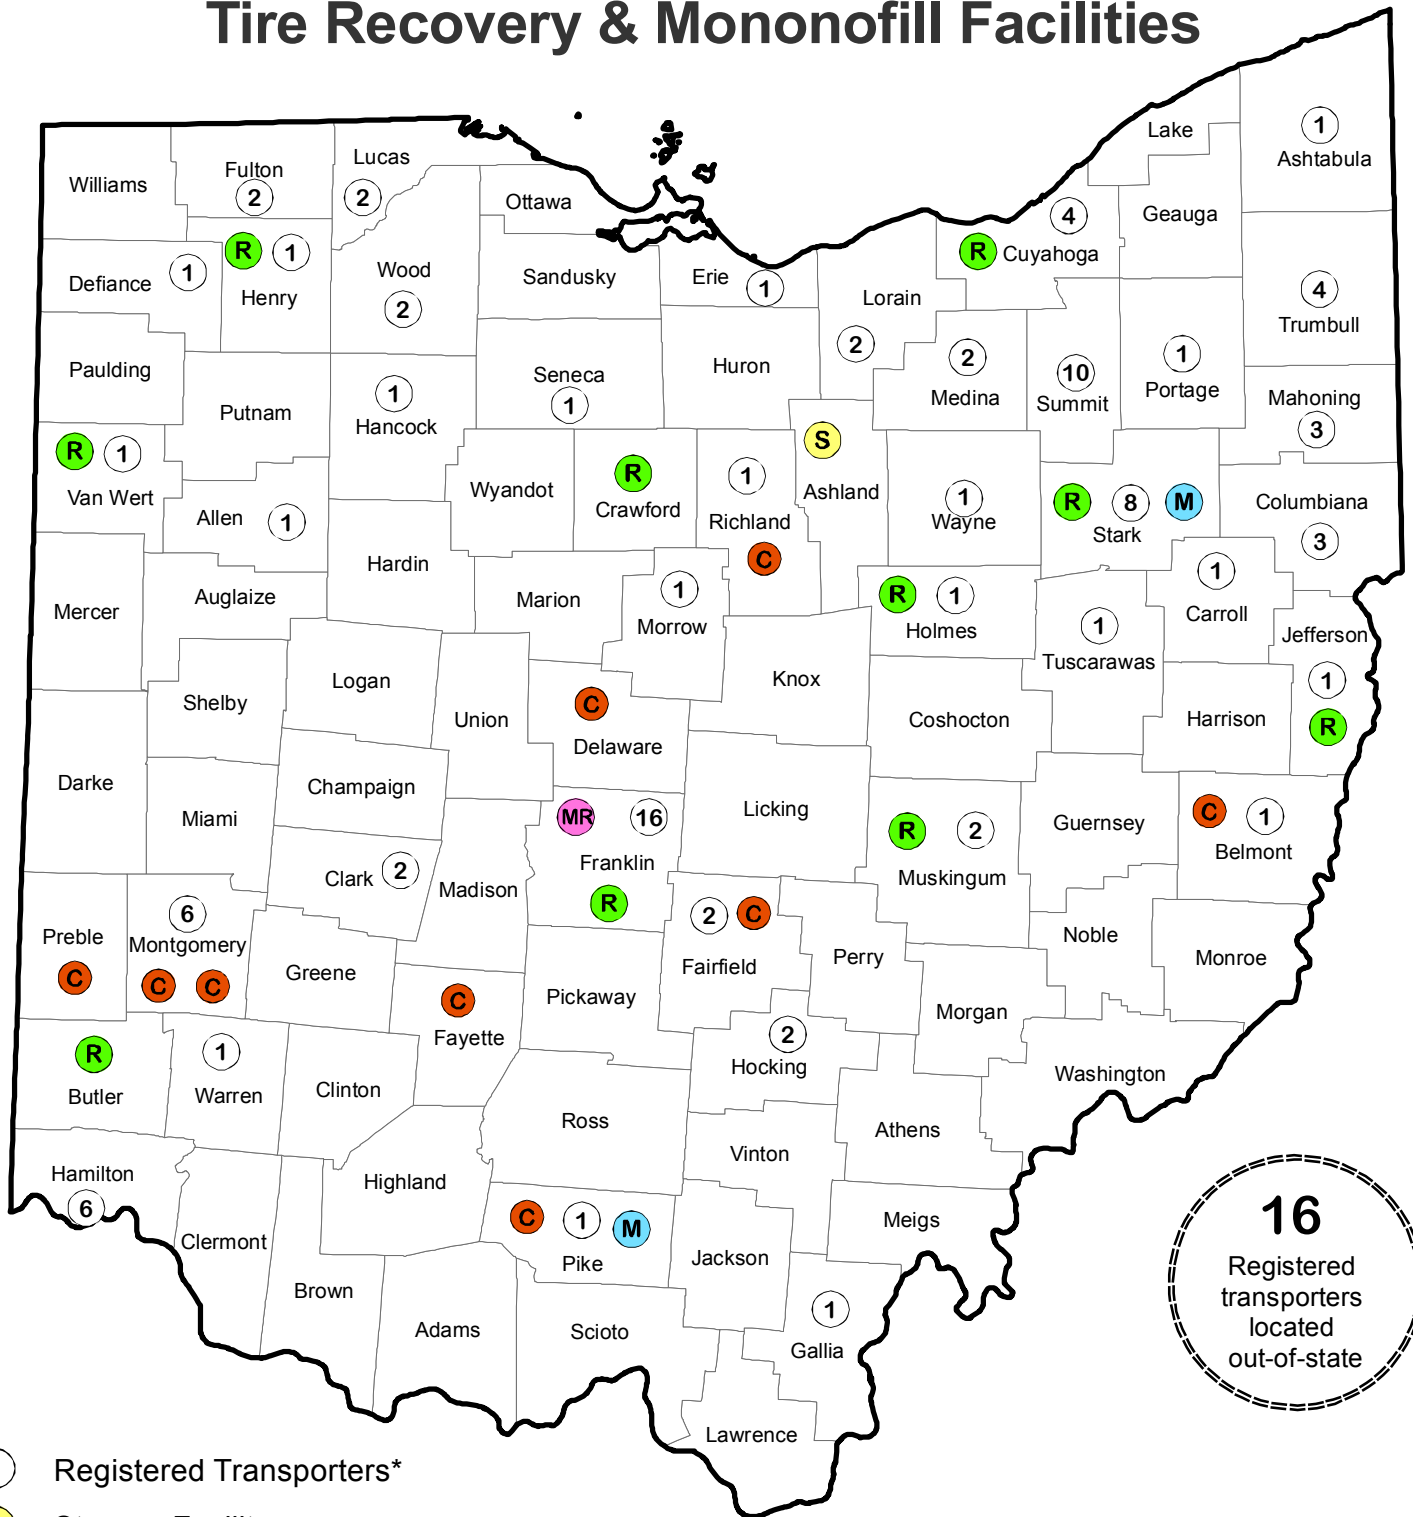 Tire Recovery & Mononofill Facilities
Lake
1
Ashtabula
Williams
Fulton
2
Lucas
2
Ottawa
4
R
Cuyahoga
Geauga
Defiance
1
R
1
Henry
Wood
2
Sandusky
Erie
1
Lorain
2
4
Trumbull
Paulding
Putnam
1
Hancock
Seneca
1
Huron
2
Medina
10
Summit
1
Portage
Mahoning
3
R
1
Van Wert
Allen
1
Wyandot
R
Crawford
1
Richland
C
S
Ashland
1
Wayne
R
8
M
Stark
Columbiana
3
Mercer
Auglaize
Hardin
Marion
1
Morrow
R
1
Holmes
1
Tuscarawas
1
Carroll
Jefferson
1
R
Shelby
Logan
Union
C
Delaware
Knox
Coshocton
Harrison
Darke
Miami
Champaign
Licking
Guernsey
C
1
Belmont
MR
16
Franklin
R
R
2
Muskingum
Clark
2
Madison
Preble
C
6
Montgomery
C
C
Greene
2
C
Fairfield
Perry
Noble
Monroe
C
Fayette
Pickaway
Morgan
R
Butler
1
Warren
Clinton
2
Hocking
Washington
Ross
Athens
Vinton
Hamilton
6
Highland
Clermont
C
1
M
Pike
Jackson
Meigs
Brown
Adams
Scioto
1
Gallia
Lawrence
16
Registered
transporters
located
out-of-state
Registered Transporters*